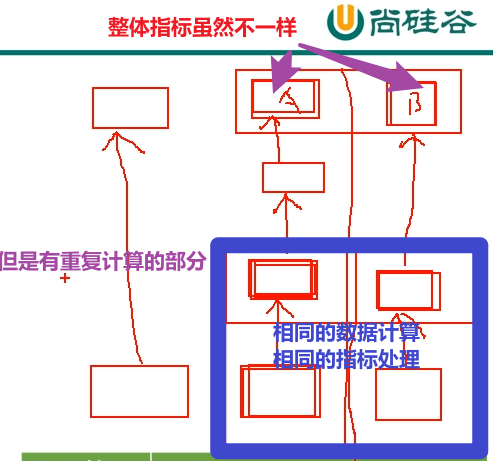 整体指标虽然不一样
尚硅谷
A
B
但是有重复计算的部分
相同的数据计算
相同的指标处理